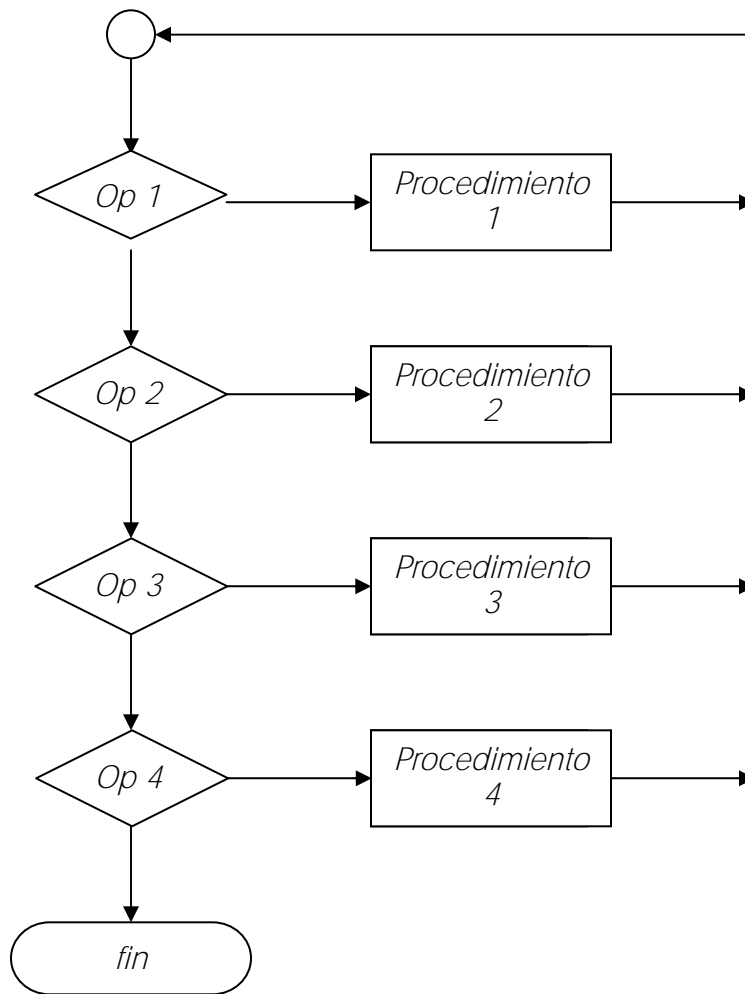 Op 1
Procedimiento
1
Op 2
Procedimiento
2
Op 3
Procedimiento
3
Op 4
Procedimiento
4
fin